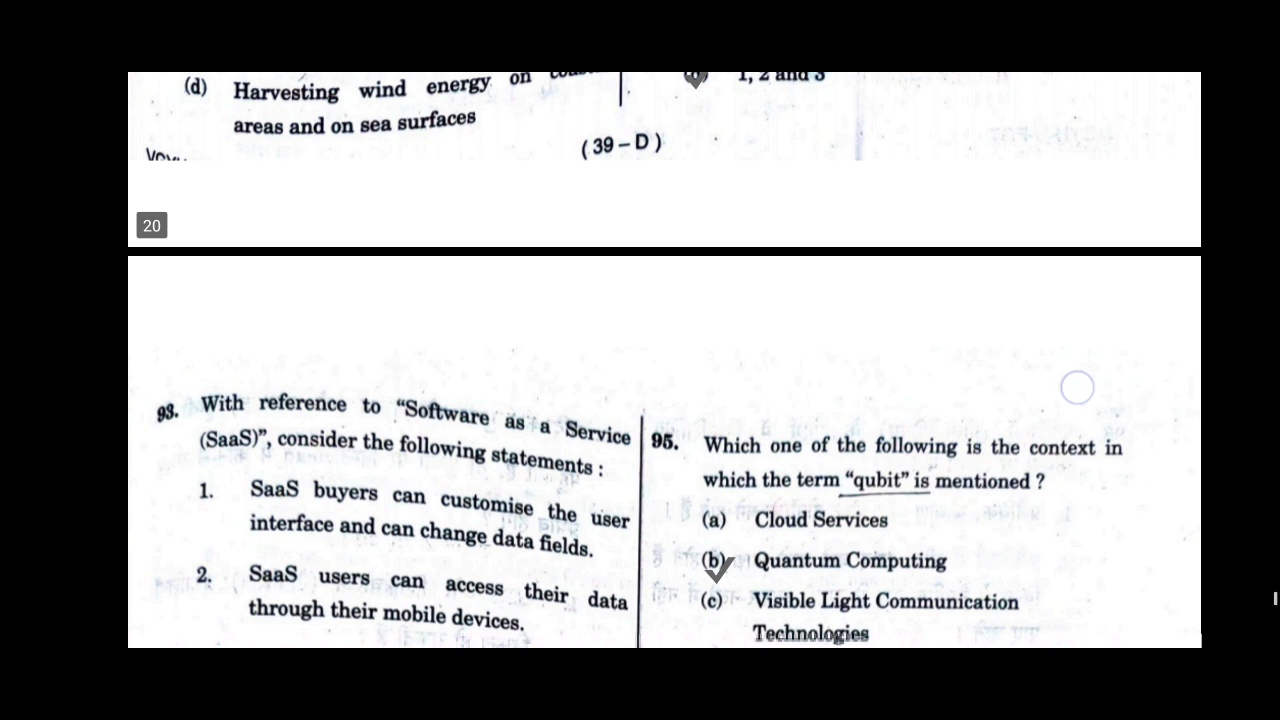 (d) Harvesting wind energy on
areas and on sea surfaces
1, 2 and 3
(39 – D)
20
93. With reference to “Software as a Service
(SaaS)”, consider the following statements :
1. SaaS buyers can customise the user
interface and can change data fields.
2. SaaS users can access their data
through their mobile devices.
95. Which one of the following is the context in
which the term “qubit” is mentioned ?
(a) Cloud Services
(b) Quantum Computing
(c) Visible Light Communication
Technologies